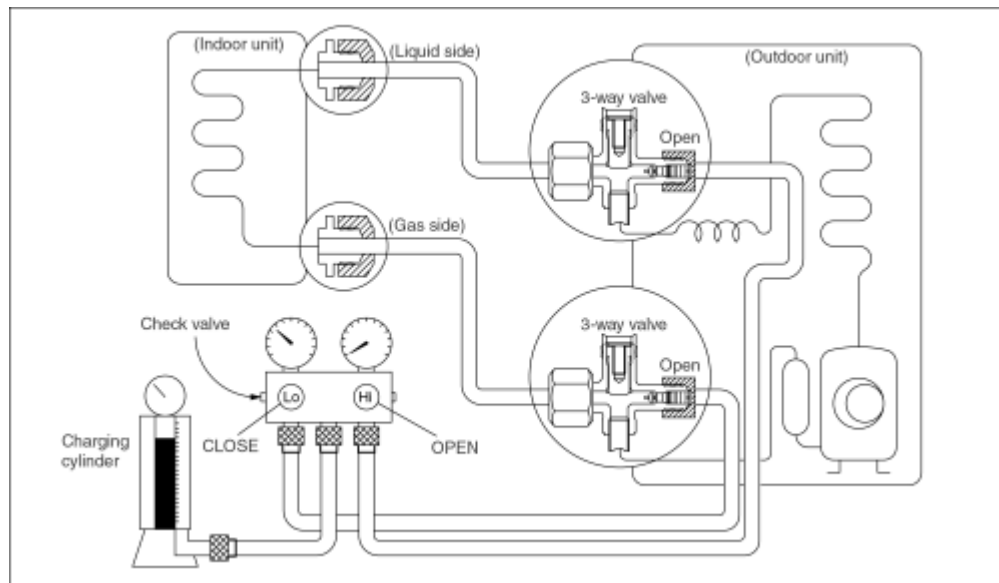 (Indoor unit)
(Liquid side)
(Outdoor unit)
3-way valve
Open
(Gas side)
3-way valve
Open
Check valve
Lo
Hi
CLOSE
OPEN
Charging
cylinder